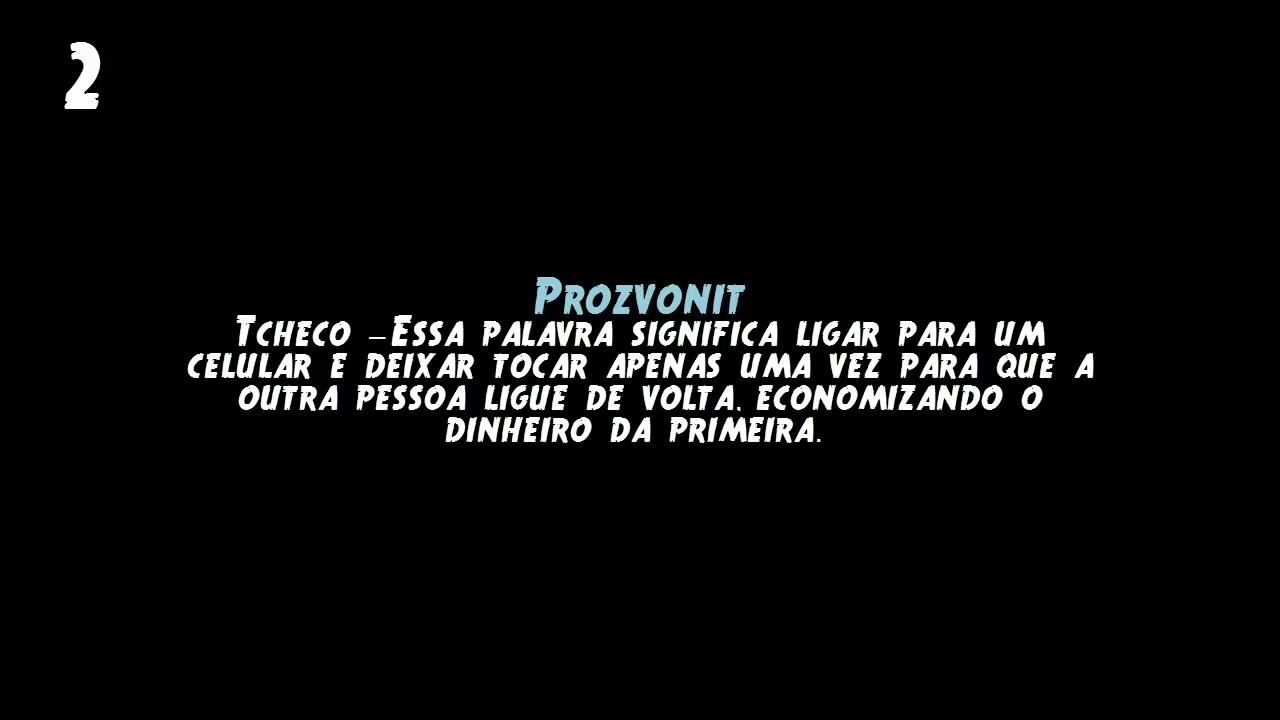 2
Prozvonit
Tcheco –Essa palavra significa ligar para um
celular e deixar tocar apenas uma vez para que a
outra pessoa ligue de volta, economizando o
dinheiro da primeira.